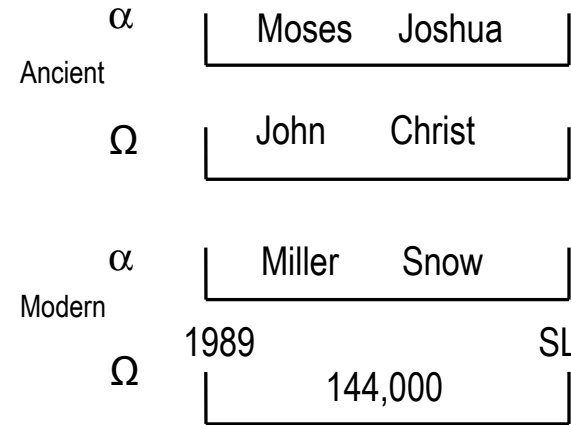 α Moses Joshua
Ancient
Ω John Christ
α Miller Snow
Modern
1989 SL
Ω 144,000